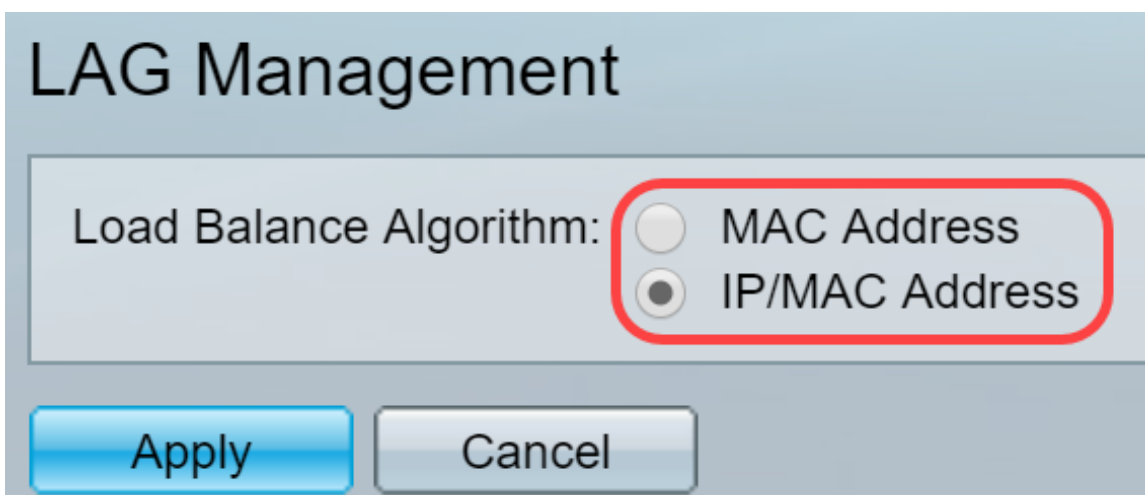 LAG Management
Load Balance Algorithm: MAC Address
IP/MAC Address
Apply Cancel